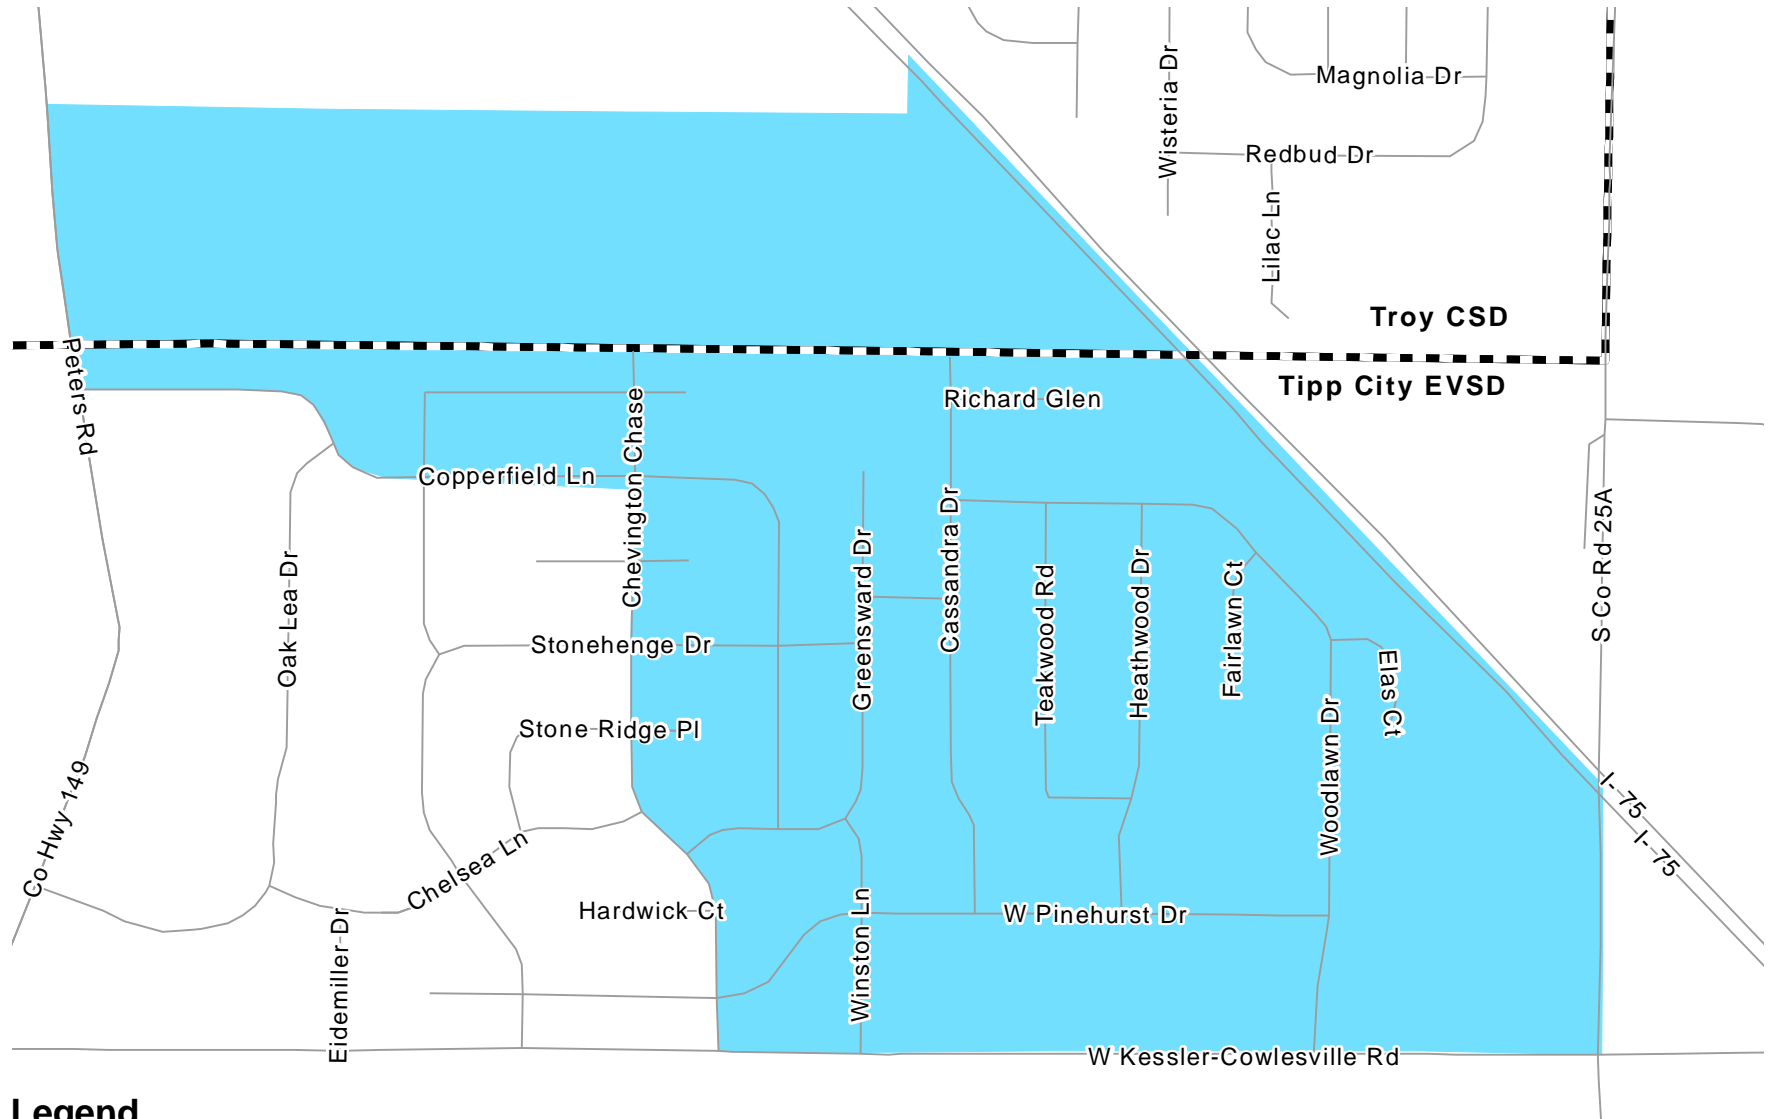 Wisteria Dr
Magnolia Dr
Redbud Dr
Lilac Ln
Troy CSD
Tipp City EVSD
Peters Rd
Richard Glen
Chevington Chase
Copperfield Ln
Oak Lea Dr
Stonehenge Dr
Greensward Dr
Cassandra Dr
Teakwood Rd
Heathwood Dr
Fairlawn Ct
Elas Ct
S Co Rd 25A
Stone Ridge Pl
Woodlawn Dr
I- 75
I- 75
Co Hwy 149
Chelsea Ln
Hardwick Ct
Eidemiller Dr
Winston Ln
W Pinehurst Dr
W Kessler-Cowlesville Rd
Legend